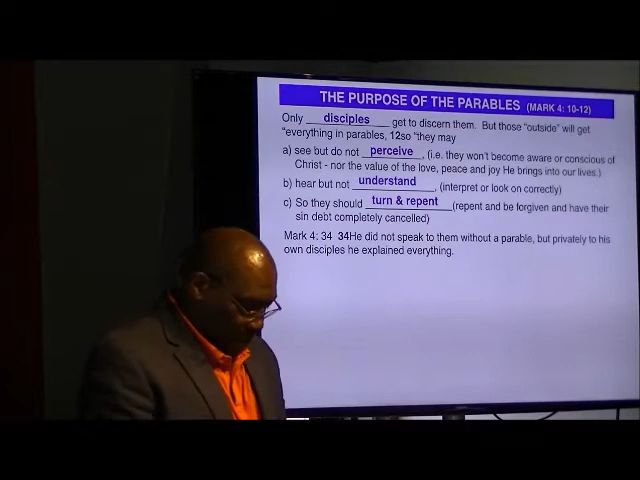 THE PURPOSE OF THE PARABLES (MARK 4: 10-12)
Only disciples get to discern them. But those "outside" will get
"everything in parables, 12so "they may
a) see but do not perceive, (i.e. they won't become aware or conscious of
Christ - nor the value of the love, peace and joy He brings into our lives.)
b) hear but not understand, (interpret or look on correctly)
c) So they should turn & repent (repent and be forgiven and have their
sin debt completely cancelled)
Mark 4: 34 34He did not speak to them without a parable, but privately to his
own disciples he explained everything.